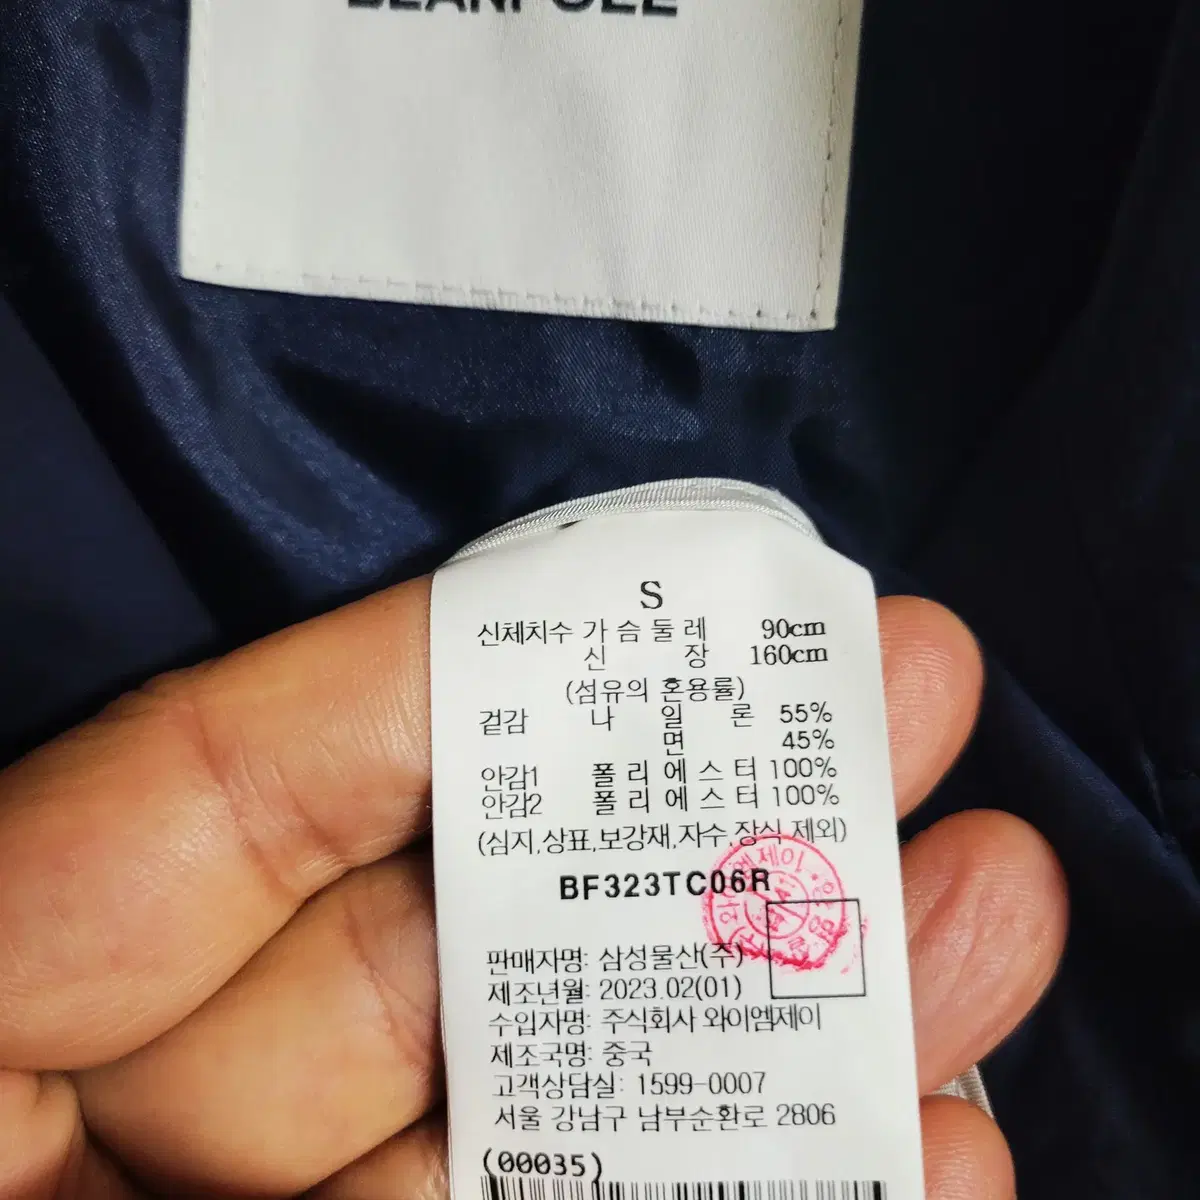 BEANPOLE
S
신체치수 가슴둘레 90cm
신장 160cm
(섬유의 혼용률)
겉감 나일론 55%
면 45%
안감1 폴리에스터 100%
안감2 폴리에스터 100%
(심지,상표,보강재,자수,장식 제외)
BF323TC06R
판매자명: 삼성물산(주)
제조년월: 2023.02(01)
수입자명: 주식회사 와이엠제이
제조국명: 중국
고객상담실: 1599-0007
서울 강남구 남부순환로 2806
(00035)